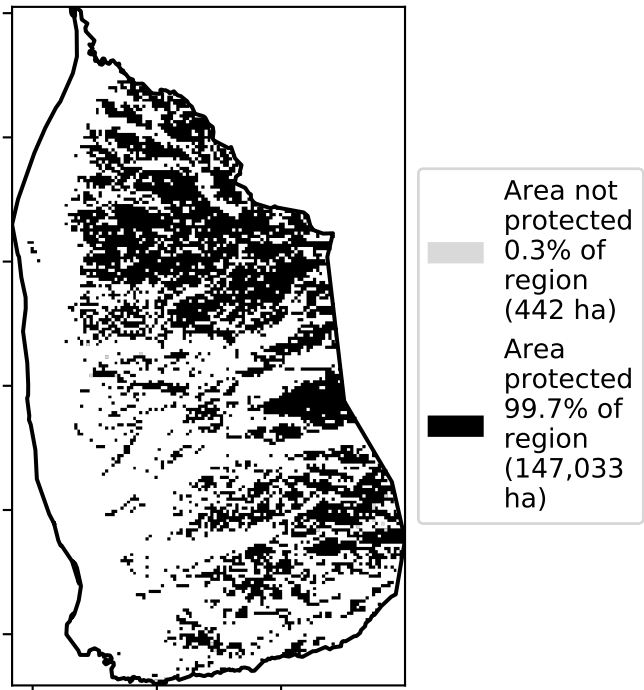 Area not
protected
0.3% of
region
(442 ha)
Area
protected
99.7% of
region
(147,033
ha)